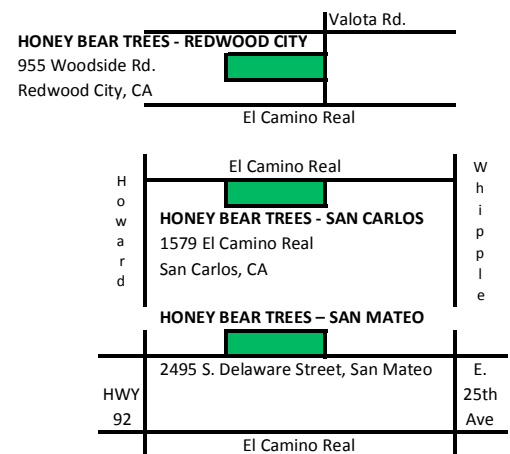 Valota Rd.
HONEY BEAR TREES - REDWOOD CITY
955 Woodside Rd.
Redwood City, CA
El Camino Real
El Camino Real
Howard
Whipple
HONEY BEAR TREES - SAN CARLOS
1579 El Camino Real
San Carlos, CA
HONEY BEAR TREES – SAN MATEO
2495 S. Delaware Street, San Mateo
HWY
92
E.
25th
Ave
El Camino Real